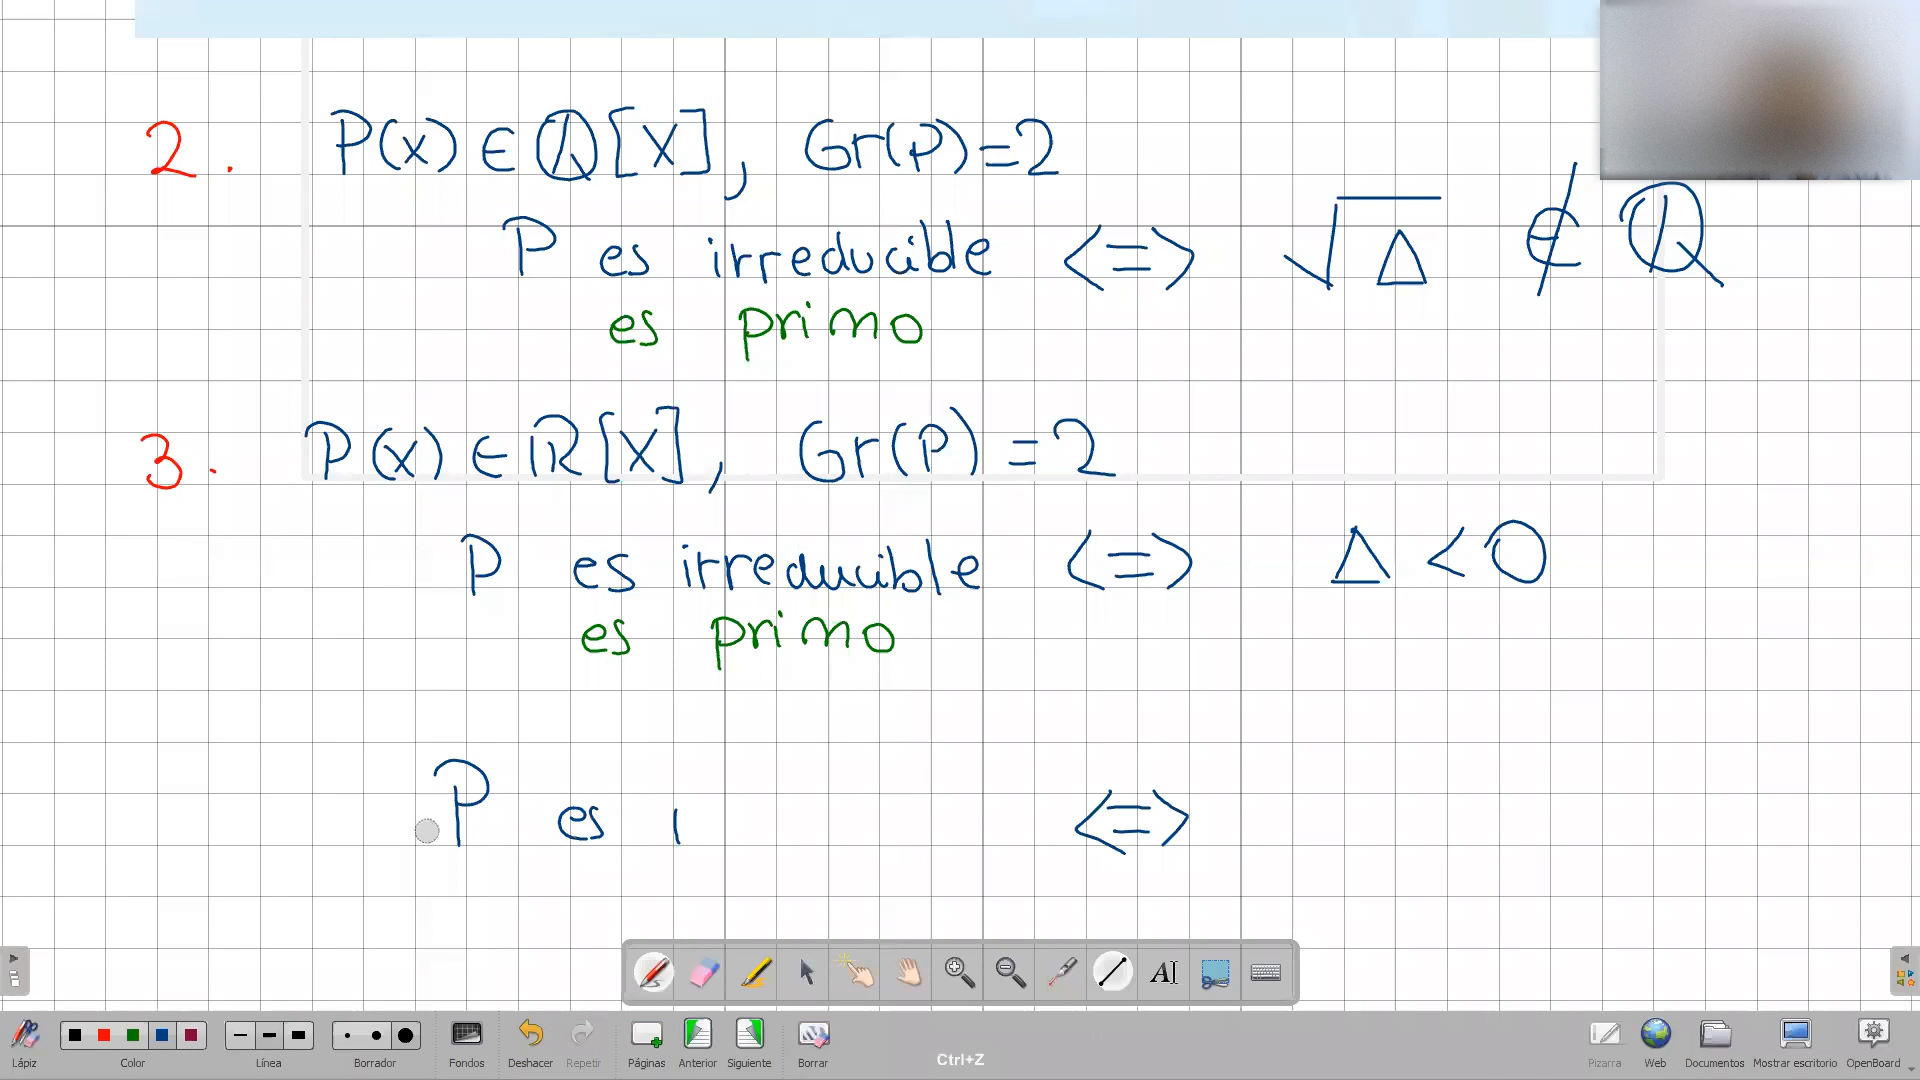 2. P(x) ∈ ℚ[X], Gr(P)=2
P es irreducible <=> √Δ ∉ ℚ
es primo
3. P(x) ∈ ℝ[X], Gr(P)=2
P es irreducible <=> Δ < 0
es primo
P es ı <=>
Lápiz Color Línea Borrador Fondos Deshacer Repetir Páginas Anterior Siguiente Borrar Ctrl+Z Pizarra Web Documentos Mostrar escritorio OpenBoard